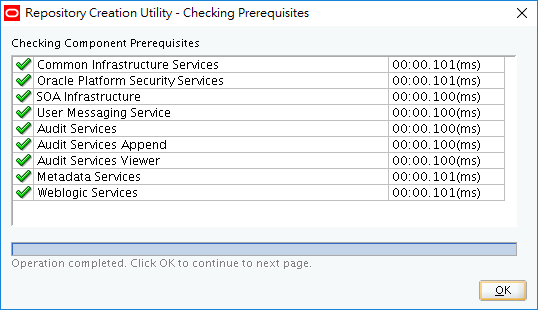 Repository Creation Utility - Checking Prerequisites
Checking Component Prerequisites
Common Infrastructure Services 00:00.101(ms)
Oracle Platform Security Services 00:00.101(ms)
SOA Infrastructure 00:00.100(ms)
User Messaging Service 00:00.100(ms)
Audit Services 00:00.100(ms)
Audit Services Append 00:00.100(ms)
Audit Services Viewer 00:00.100(ms)
Metadata Services 00:00.101(ms)
Weblogic Services 00:00.101(ms)
Operation completed. Click OK to continue to next page.
OK